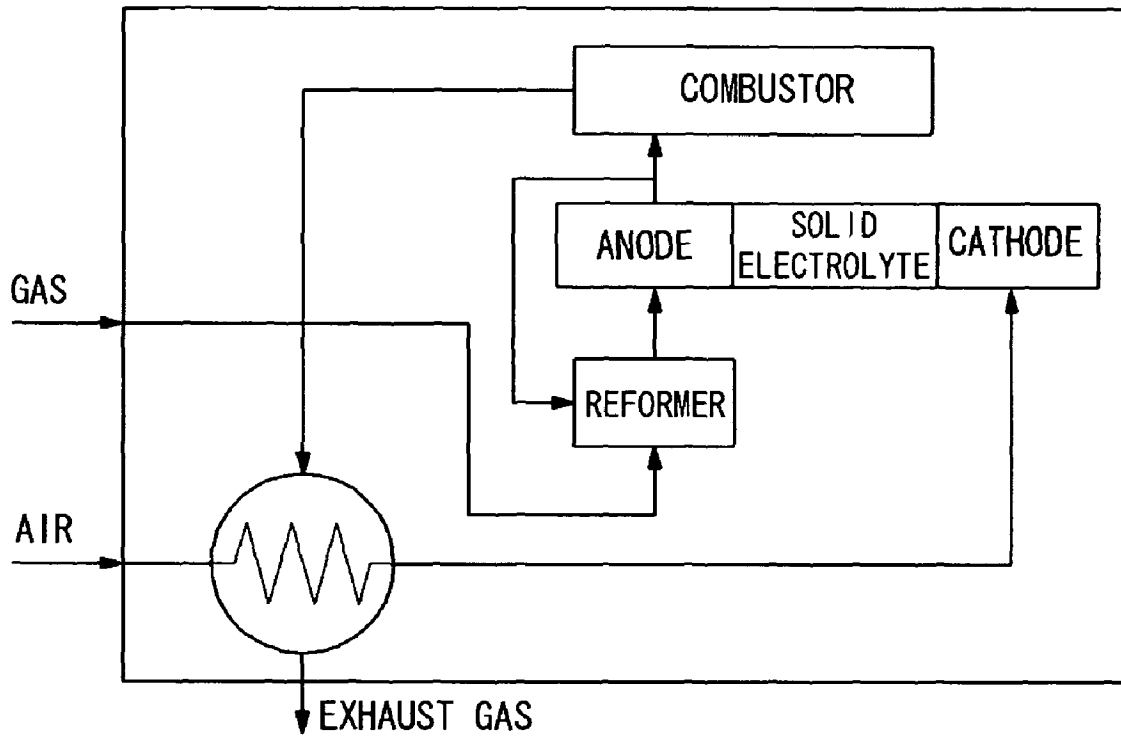 COMBUSTOR
ANODE
SOLID
ELECTROLYTE
CATHODE
GAS
REFORMER
AIR
EXHAUST GAS